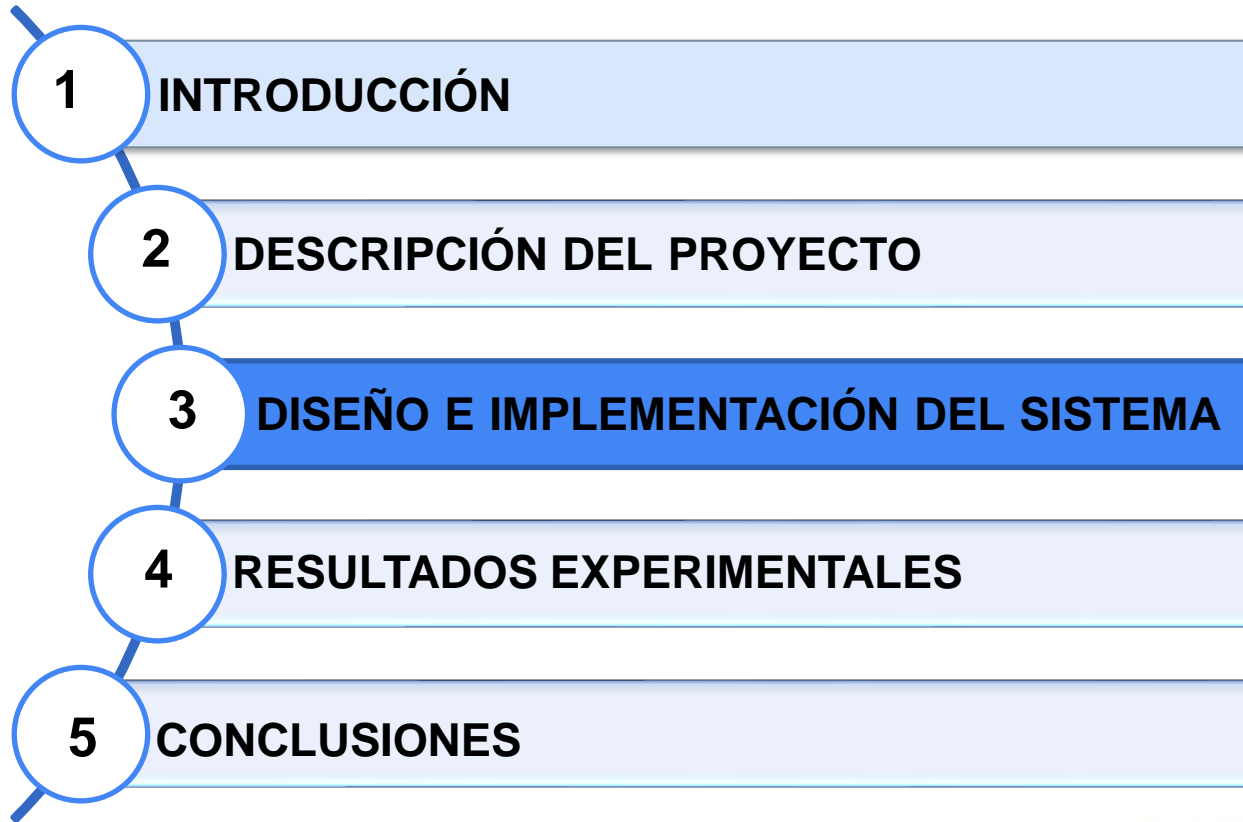 1 INTRODUCCIÓN
2 DESCRIPCIÓN DEL PROYECTO
3 DISEÑO E IMPLEMENTACIÓN DEL SISTEMA
4 RESULTADOS EXPERIMENTALES
5 CONCLUSIONES